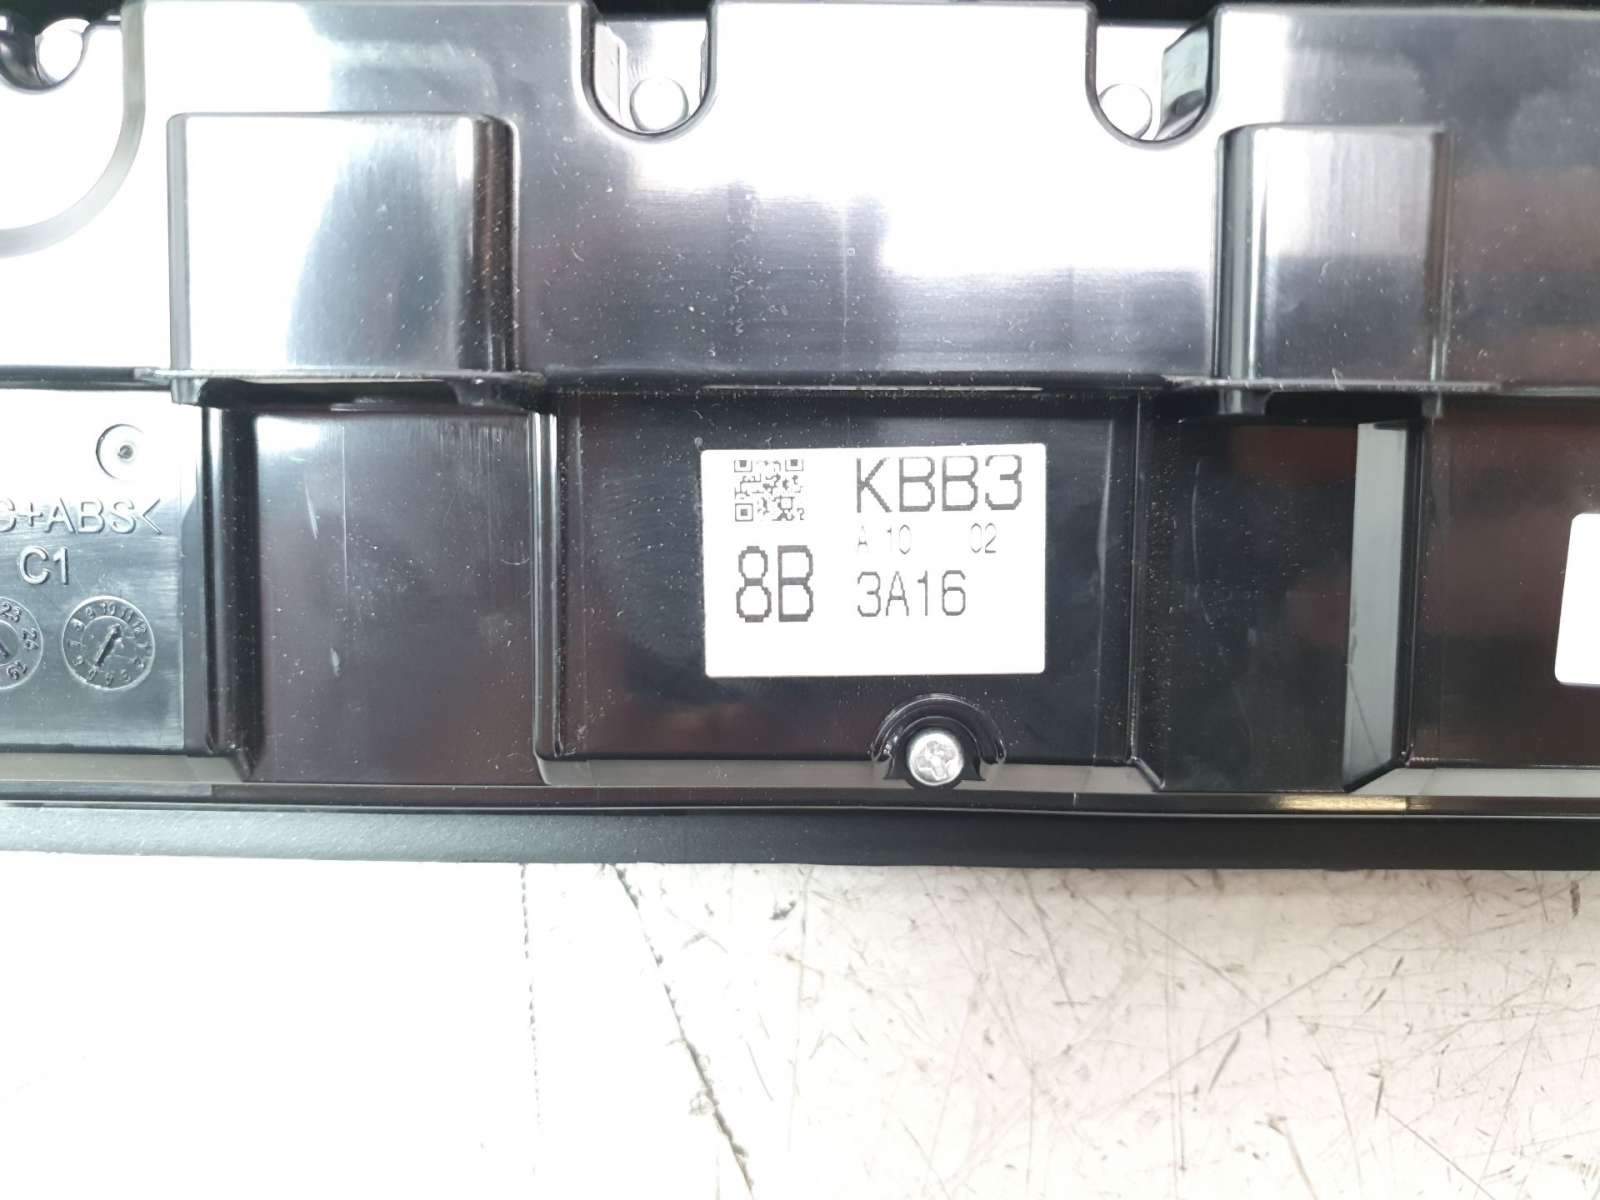 KBB3
A 10 02
8B 3A16
C+ABS<
C1